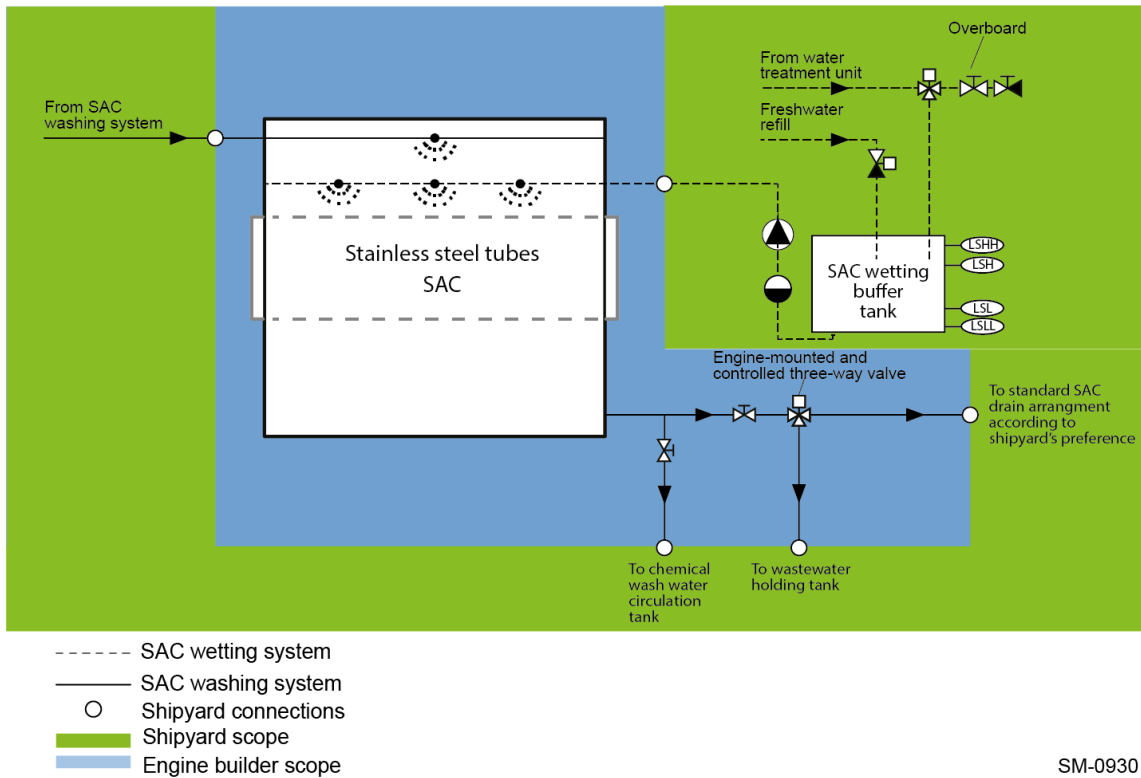 Overboard
From water
treatment unit
Freshwater
refill
From SAC
washing system
Stainless steel tubes
SAC
SAC wetting
buffer
tank
LSHH
LSH
LSL
LSLL
Engine-mounted and
controlled three-way valve
To standard SAC
drain arrangment
according to
shipyard's preference
To chemical
wash water
circulation
tank
To wastewater
holding tank
SAC wetting system
SAC washing system
Shipyard connections
Shipyard scope
Engine builder scope
SM-0930